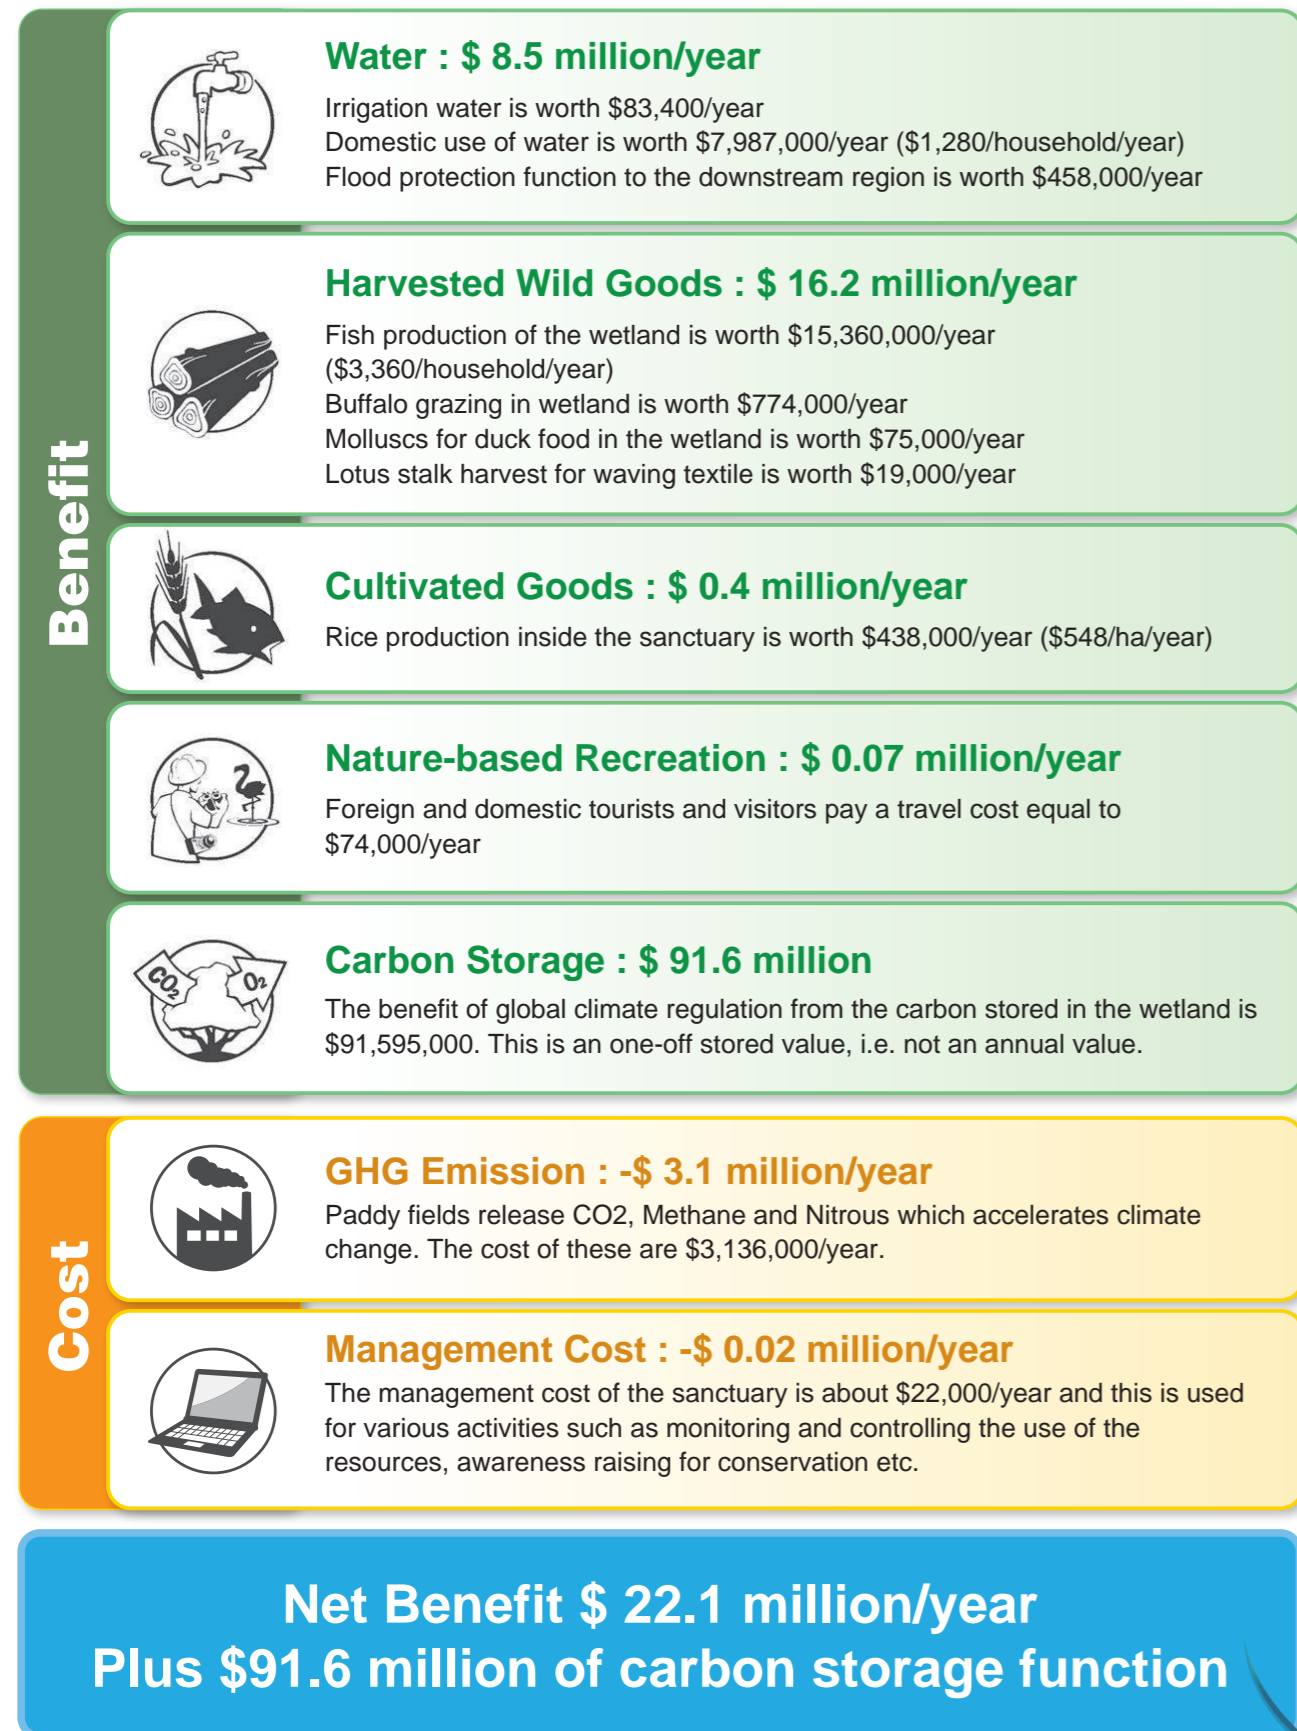 Benefit
Water : $ 8.5 million/year
Irrigation water is worth $83,400/year
Domestic use of water is worth $7,987,000/year ($1,280/household/year)
Flood protection function to the downstream region is worth $458,000/year
Harvested Wild Goods : $ 16.2 million/year
Fish production of the wetland is worth $15,360,000/year
($3,360/household/year)
Buffalo grazing in wetland is worth $774,000/year
Molluscs for duck food in the wetland is worth $75,000/year
Lotus stalk harvest for waving textile is worth $19,000/year
Cultivated Goods : $ 0.4 million/year
Rice production inside the sanctuary is worth $438,000/year ($548/ha/year)
Nature-based Recreation : $ 0.07 million/year
Foreign and domestic tourists and visitors pay a travel cost equal to
$74,000/year
CO2
O2
Carbon Storage : $ 91.6 million
The benefit of global climate regulation from the carbon stored in the wetland is
$91,595,000. This is an one-off stored value, i.e. not an annual value.
Cost
GHG Emission : -$ 3.1 million/year
Paddy fields release CO2, Methane and Nitrous which accelerates climate
change. The cost of these are $3,136,000/year.
Management Cost : -$ 0.02 million/year
The management cost of the sanctuary is about $22,000/year and this is used
for various activities such as monitoring and controlling the use of the
resources, awareness raising for conservation etc.
Net Benefit $ 22.1 million/year
Plus $91.6 million of carbon storage function